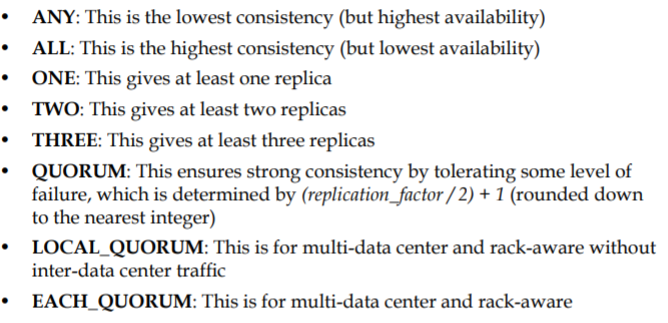 • ANY: This is the lowest consistency (but highest availability)
• ALL: This is the highest consistency (but lowest availability)
• ONE: This gives at least one replica
• TWO: This gives at least two replicas
• THREE: This gives at least three replicas
• QUORUM: This ensures strong consistency by tolerating some level of
failure, which is determined by (replication_factor / 2) + 1 (rounded down
to the nearest integer)
• LOCAL_QUORUM: This is for multi-data center and rack-aware without
inter-data center traffic
• EACH_QUORUM: This is for multi-data center and rack-aware